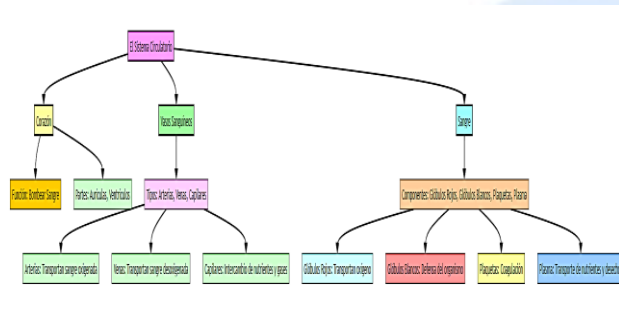 El Sistema Circulatorio
Corazón
Vasos Sanguíneos
Sangre
Función: Bombear Sangre
Partes: Aurículas, Ventrículos
Tipos: Arterias, Venas, Capilares
Componentes: Glóbulos Rojos, Glóbulos Blancos, Plaquetas, Plasma
Arterias: Transportan sangre oxigenada
Venas: Transportan sangre desoxigenada
Capilares: Intercambio de nutrientes y gases
Glóbulos Rojos: Transportan oxígeno
Glóbulos Blancos: Defensa del organismo
Plaquetas: Coagulación
Plasma: Transporte de nutrientes y desecho